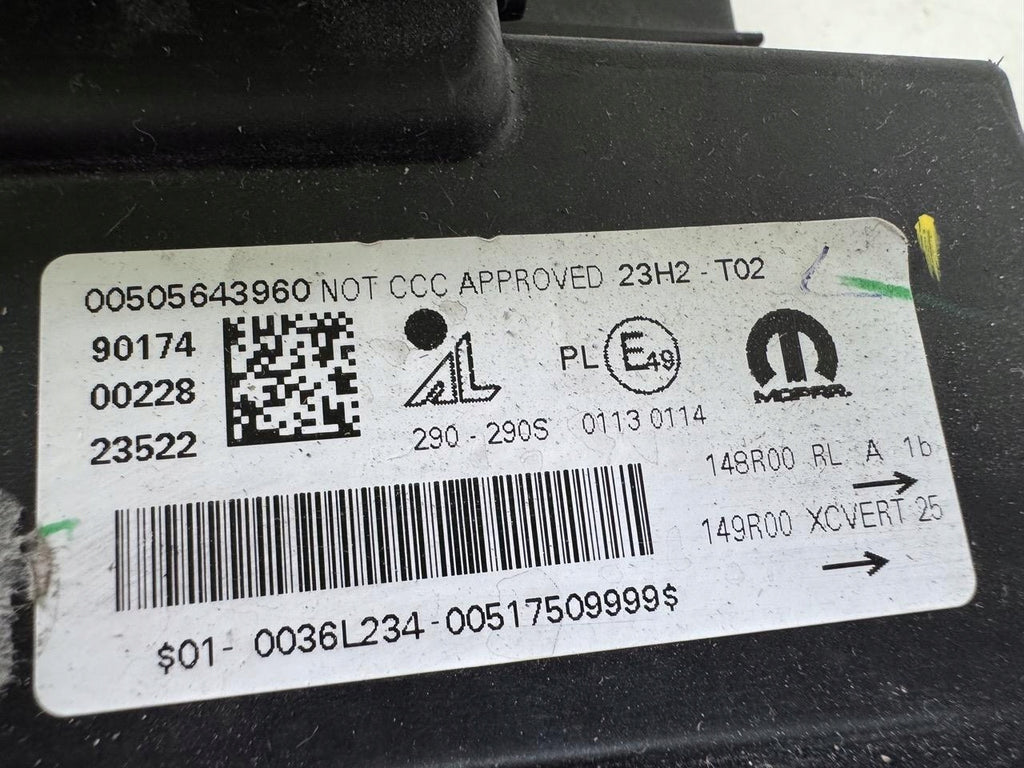 00505643960 NOT CCC APPROVED 23H2 - T02
90174
00228
23522
AL
PL E49
MOPAR.
290 - 290S 0113 0114
148R00 RL A 1b
149R00 XCVERT 25
$01- 0036L234-00517509999$